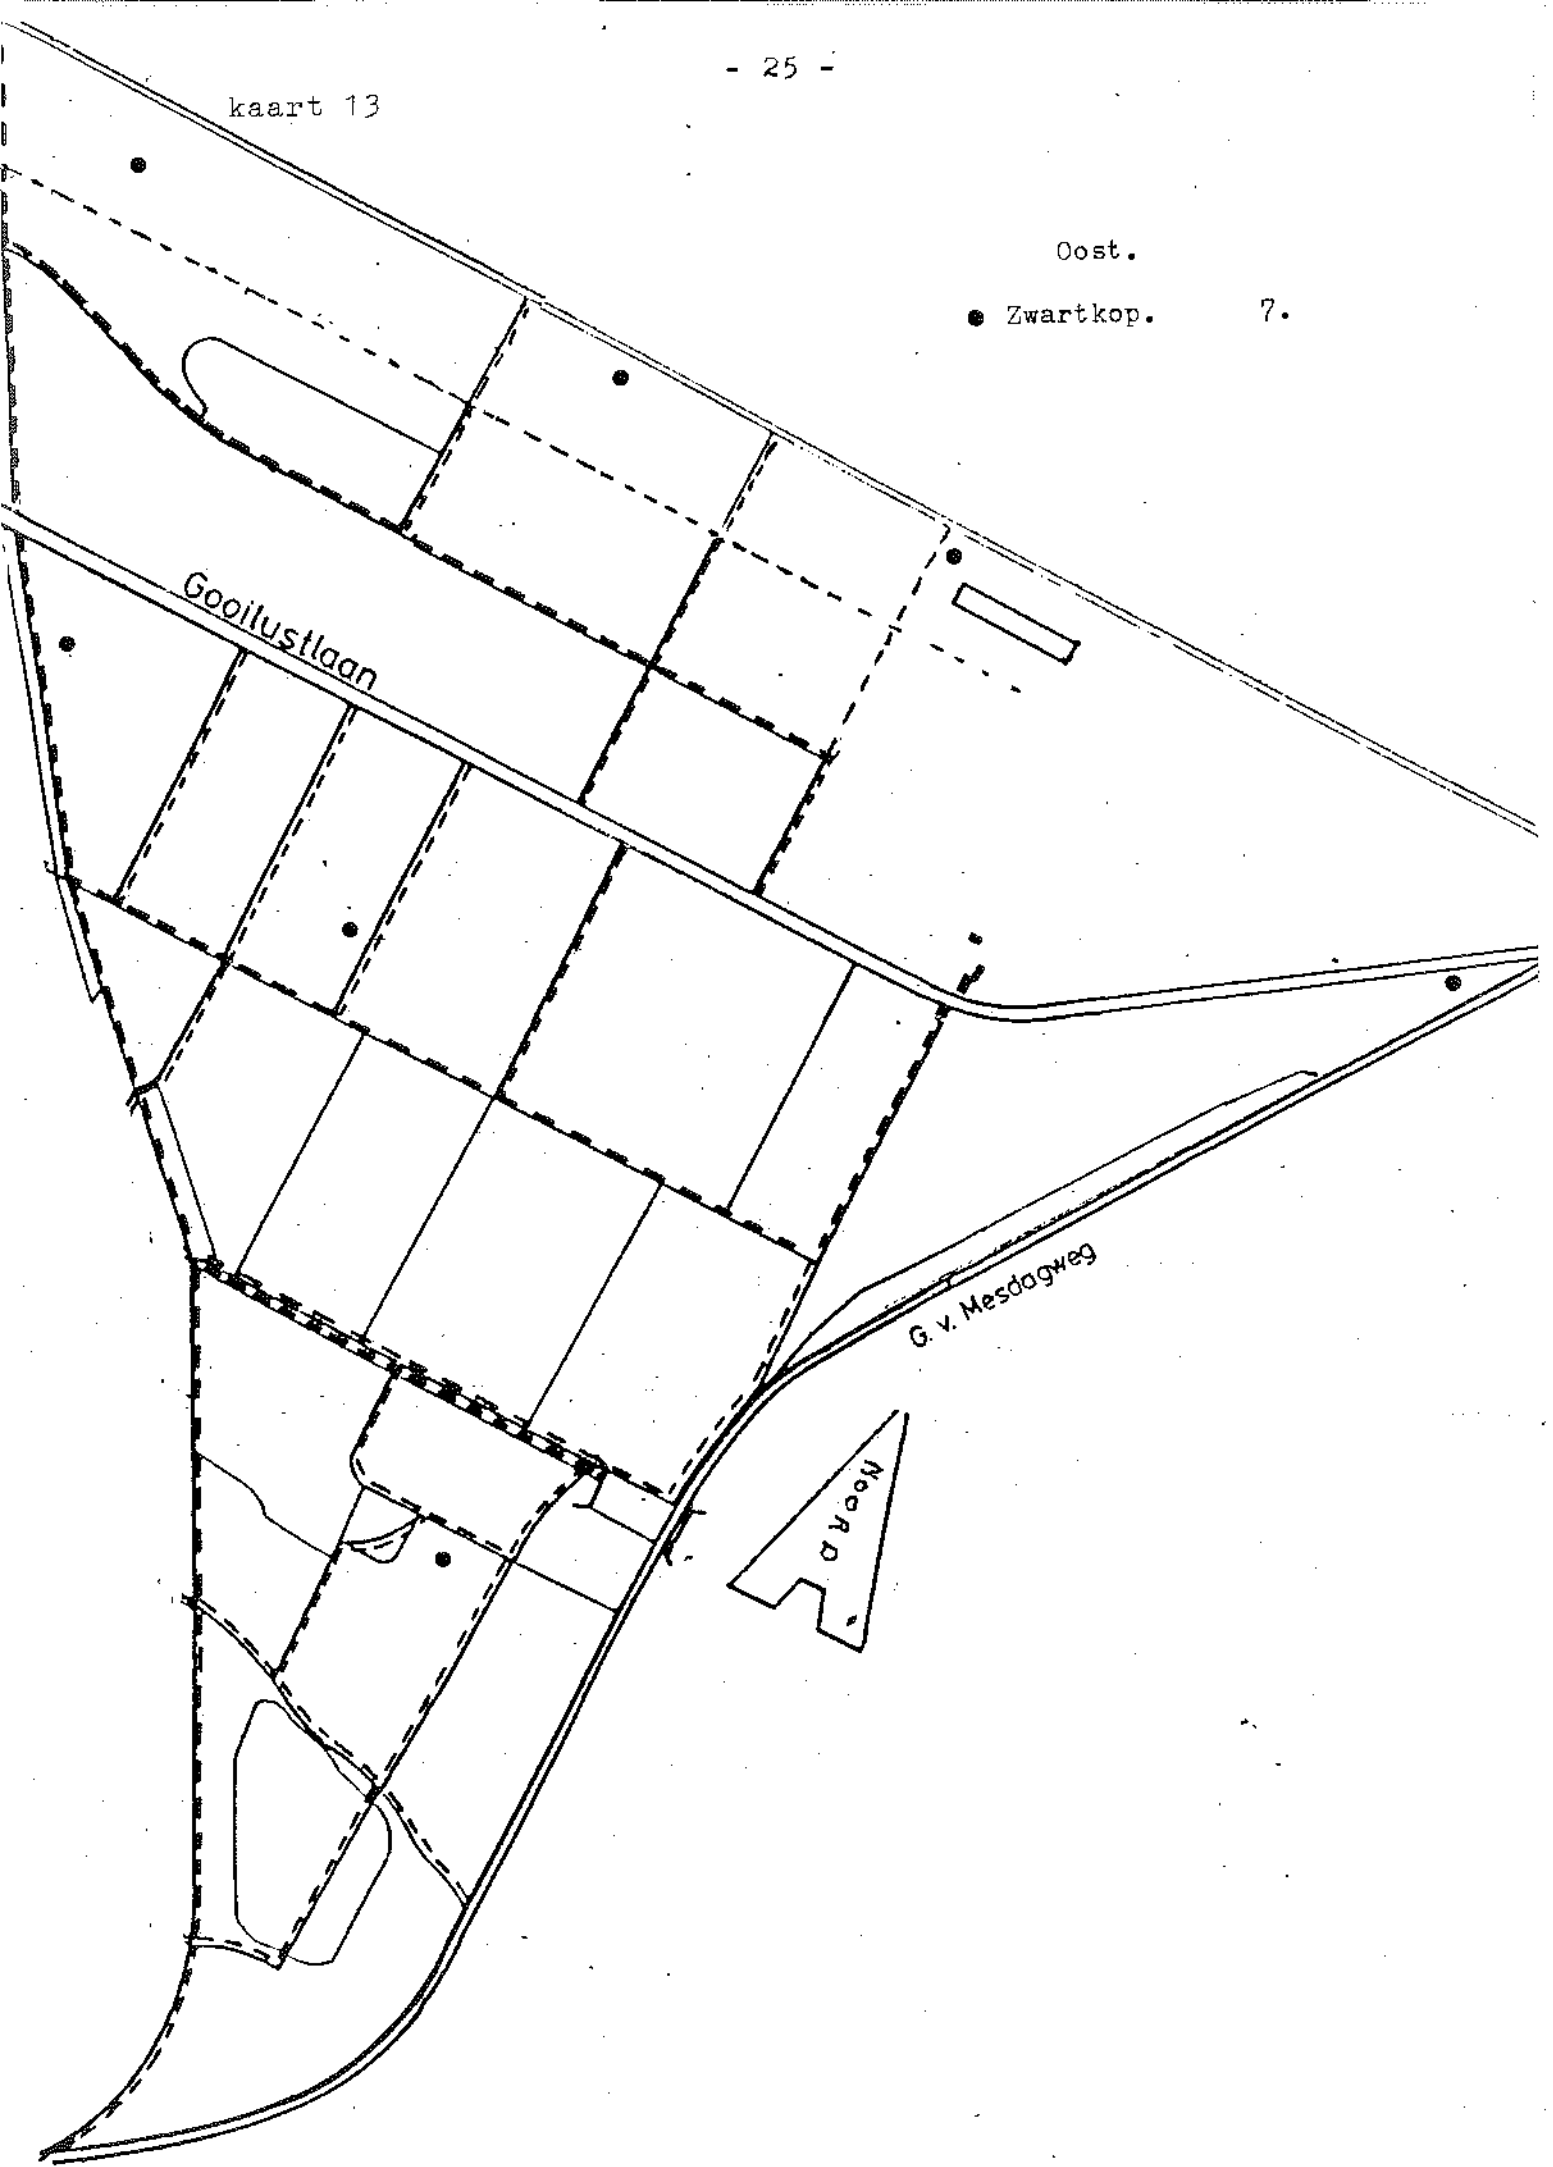 - 25 -
kaart 13
Oost.
● Zwartkop. 7.
Gooilustlaan
G. v. Mesdagweg
NOORD